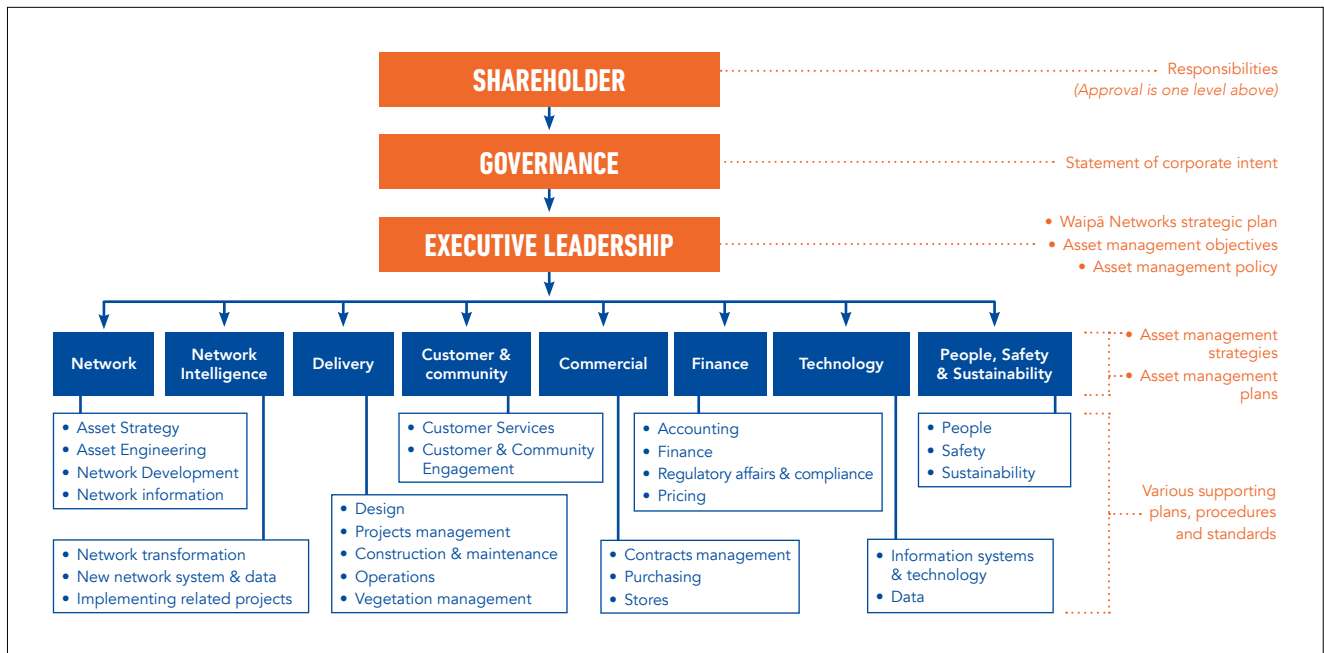 SHAREHOLDER
Responsibilities
(Approval is one level above)
GOVERNANCE
Statement of corporate intent
EXECUTIVE LEADERSHIP
• Waipā Networks strategic plan
• Asset management objectives
• Asset management policy
Network
Network
Intelligence
Delivery
Customer &
community
Commercial
Finance
Technology
People, Safety
& Sustainability
• Asset management
strategies
• Asset management
plans
• Asset Strategy
• Asset Engineering
• Network Development
• Network information
• Network transformation
• New network system & data
• Implementing related projects
• Design
• Projects management
• Construction & maintenance
• Operations
• Vegetation management
• Customer Services
• Customer & Community
Engagement
• Contracts management
• Purchasing
• Stores
• Accounting
• Finance
• Regulatory affairs & compliance
• Pricing
• Information systems
& technology
• Data
• People
• Safety
• Sustainability
Various supporting
plans, procedures
and standards